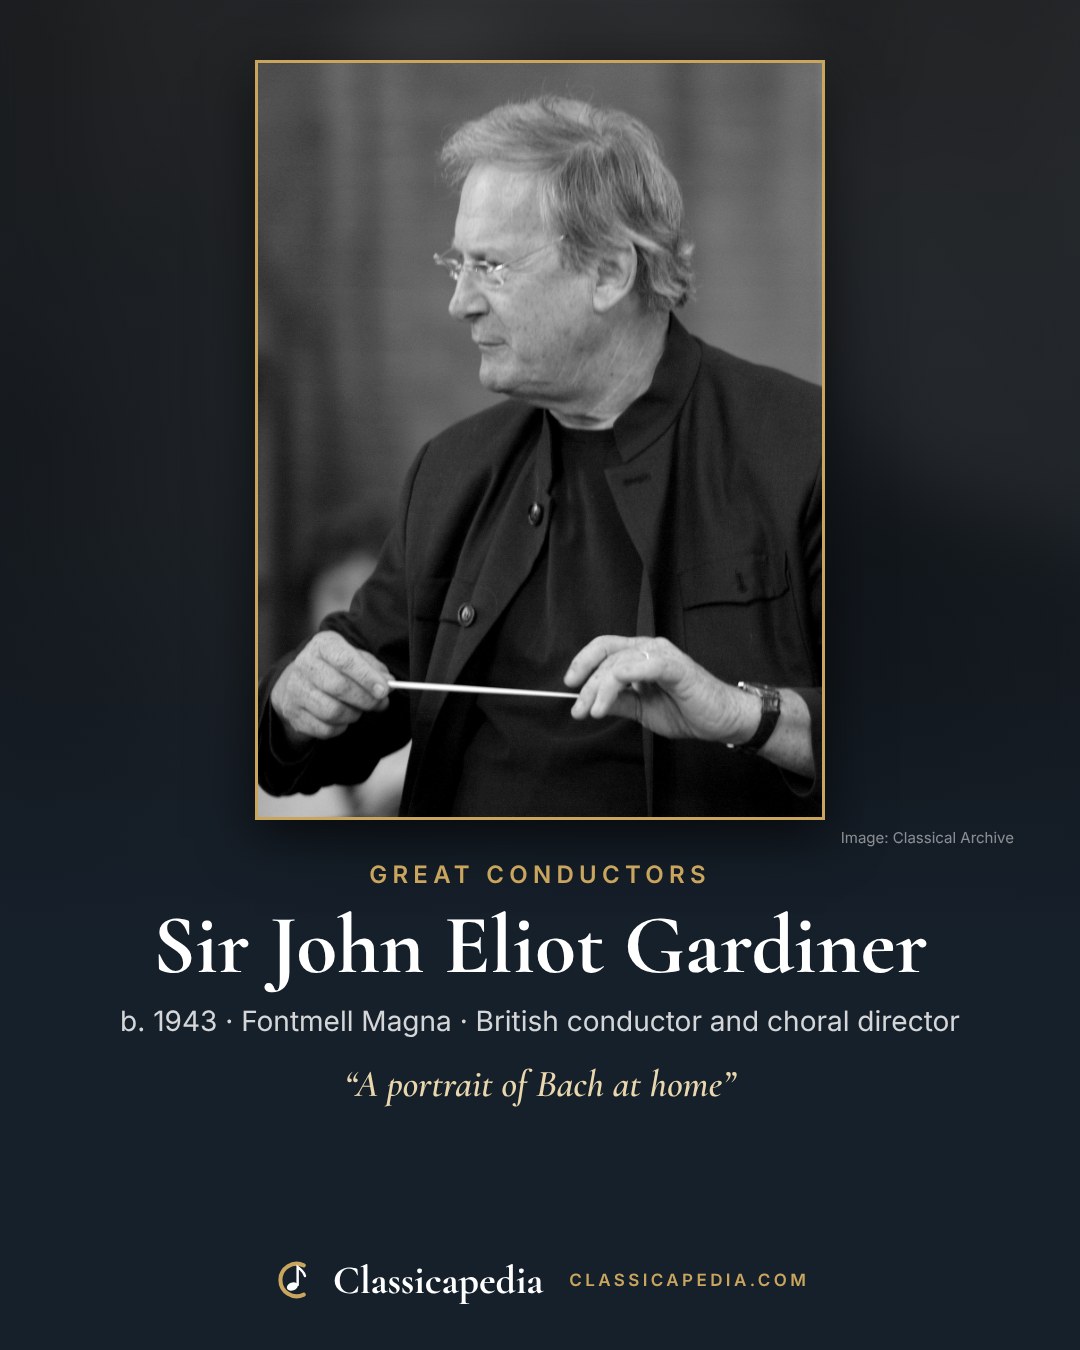 Image: Classical Archive
GREAT CONDUCTORS
Sir John Eliot Gardiner
b. 1943 · Fontmell Magna · British conductor and choral director
“A portrait of Bach at home”
Classicapedia CLASSICAPEDIA.COM